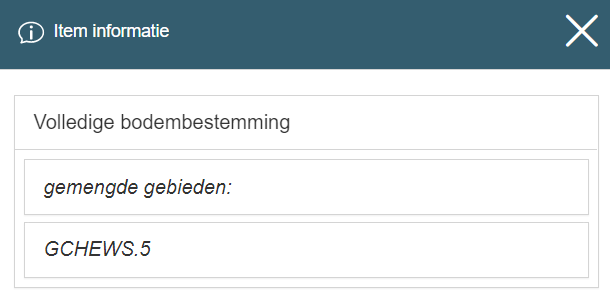 Item informatie
Volledige bodembestemming
gemengde gebieden:
GCHEWS.5